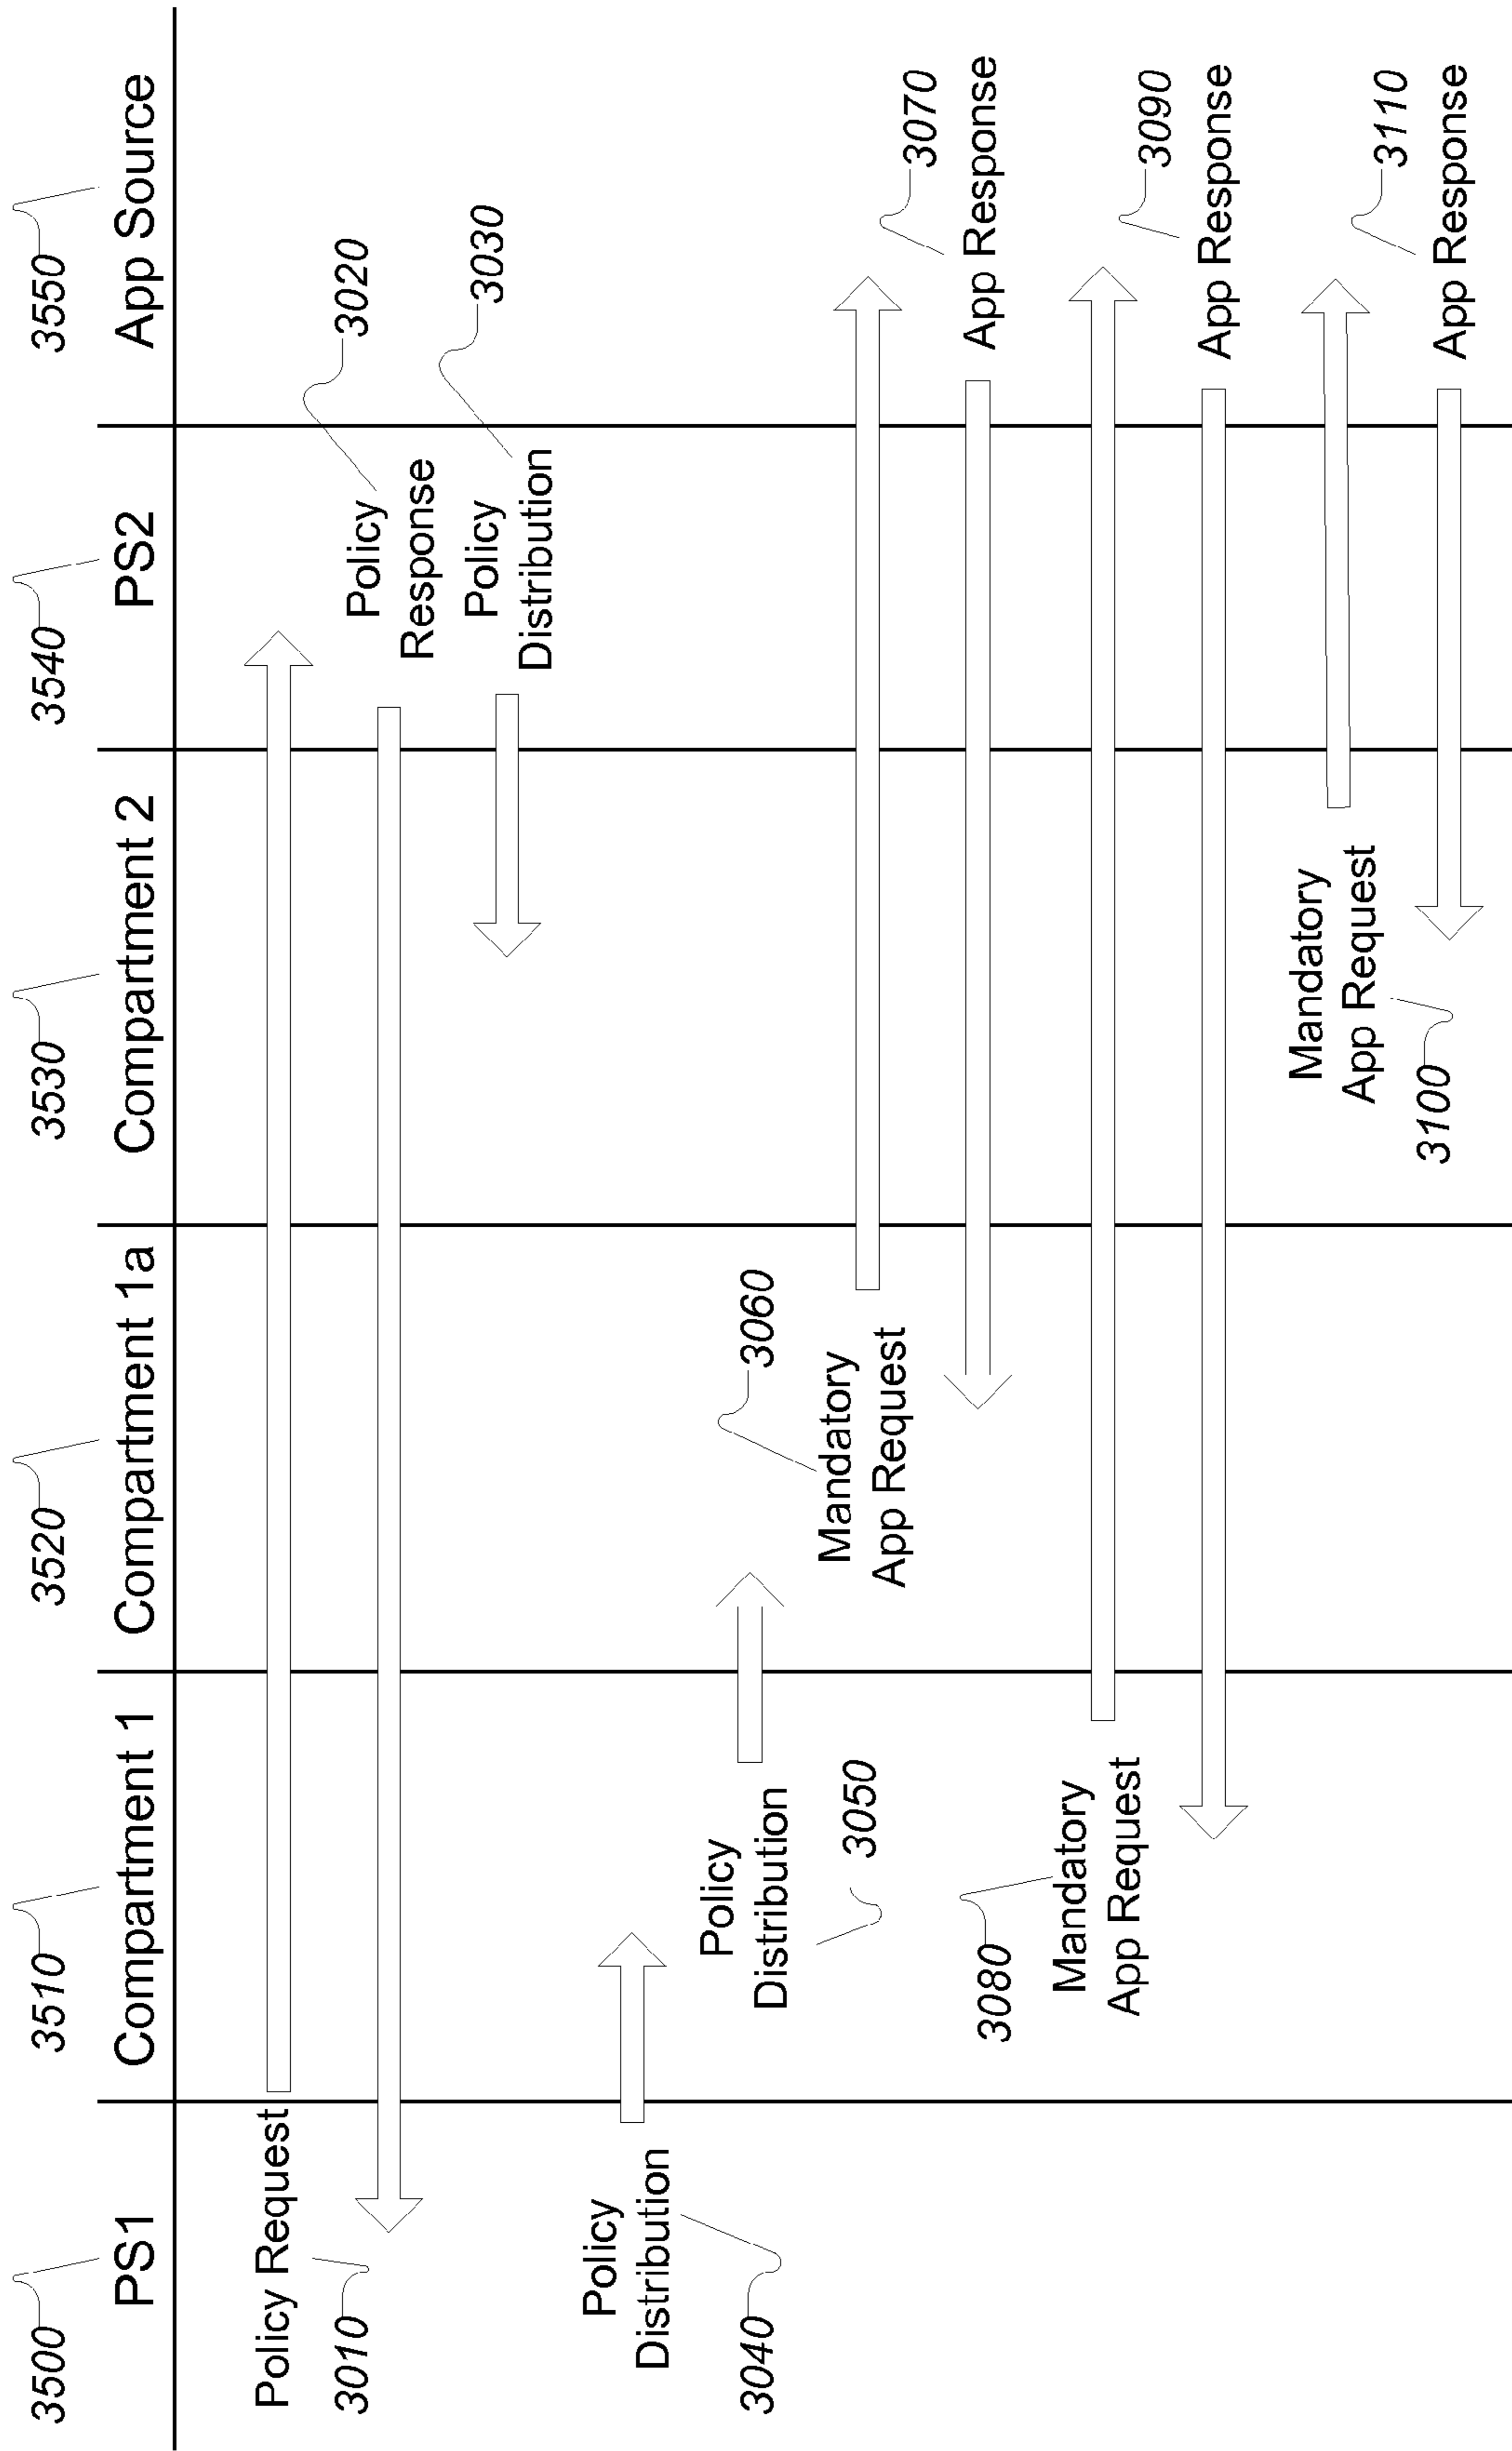 3500
3510
3520
3530
3540
3550
PS1
Compartment 1
Compartment 1a
Compartment 2
PS2
App Source
Policy Request
3010
3020
Policy
Response
3030
Policy
Distribution
Policy
Distribution
3040
Policy
Distribution
3050
3060
Mandatory
App Request
3070
App Response
3080
Mandatory
App Request
3090
App Response
Mandatory
App Request
3100
3110
App Response